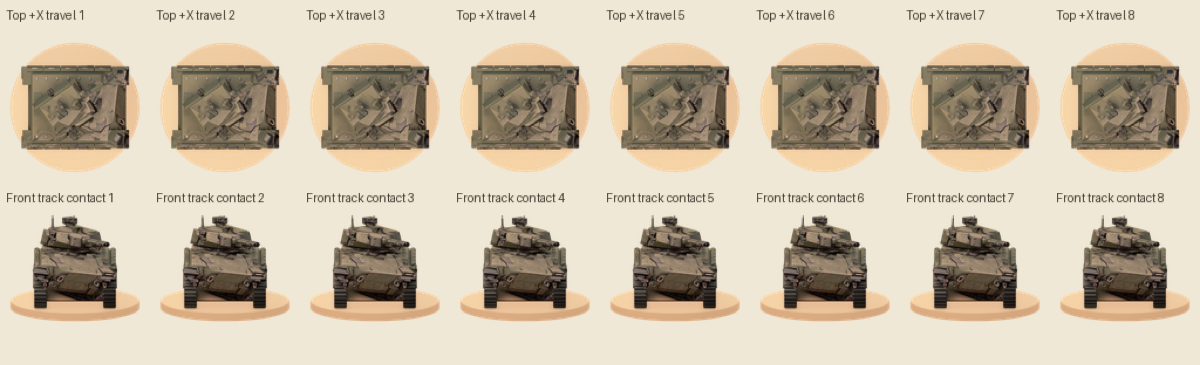 Top +X travel 1
Top +X travel 2
Top +X travel 3
Top +X travel 4
Top +X travel 5
Top +X travel 6
Top +X travel 7
Top +X travel 8
Front track contact 1
Front track contact 2
Front track contact 3
Front track contact 4
Front track contact 5
Front track contact 6
Front track contact 7
Front track contact 8